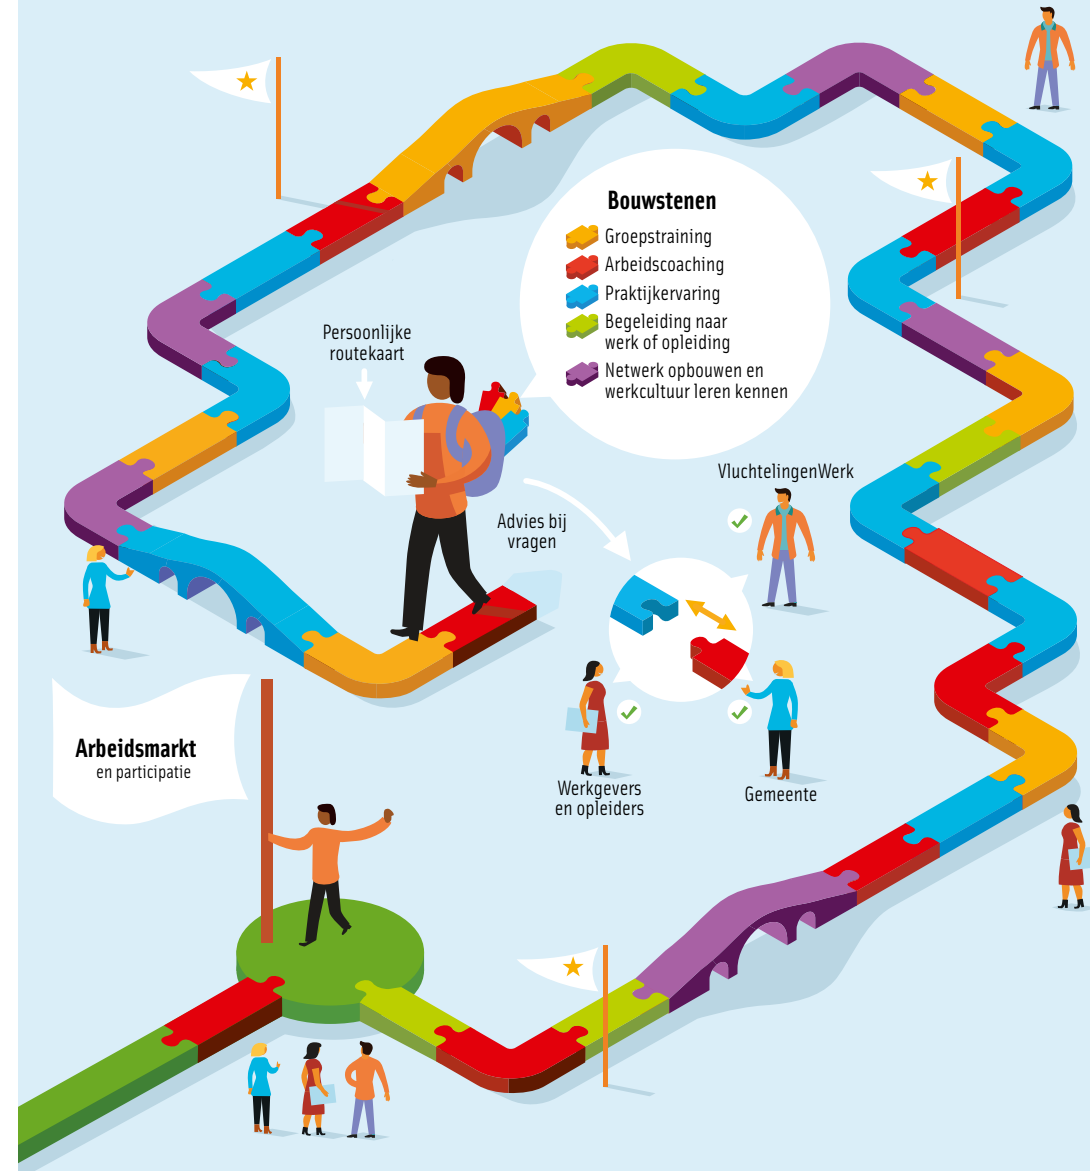 Bouwstenen
Groepstraining
Arbeidscoaching
Praktijkervaring
Begeleiding naar
werk of opleiding
Netwerk opbouwen en
werkcultuur leren kennen
Persoonlijke
routekaart
Advies bij
vragen
VluchtelingenWerk
Werkgevers
en opleiders
Gemeente
Arbeidsmarkt
en participatie